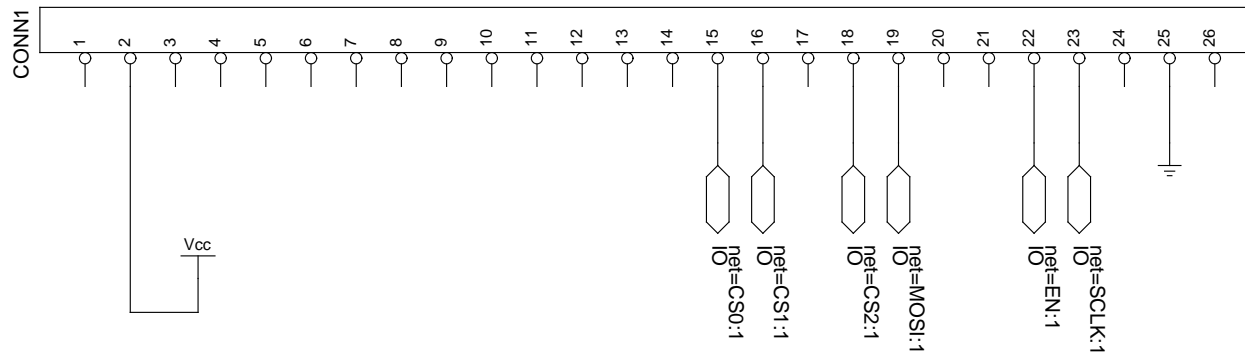 CONN1
1
2
3
4
5
6
7
8
9
10
11
12
13
14
15
16
17
18
19
20
21
22
23
24
25
26
Vcc
net=CS0:1
IO
net=CS1:1
IO
net=CS2:1
IO
net=MOSI:1
IO
net=EN:1
IO
net=SCLK:1
IO